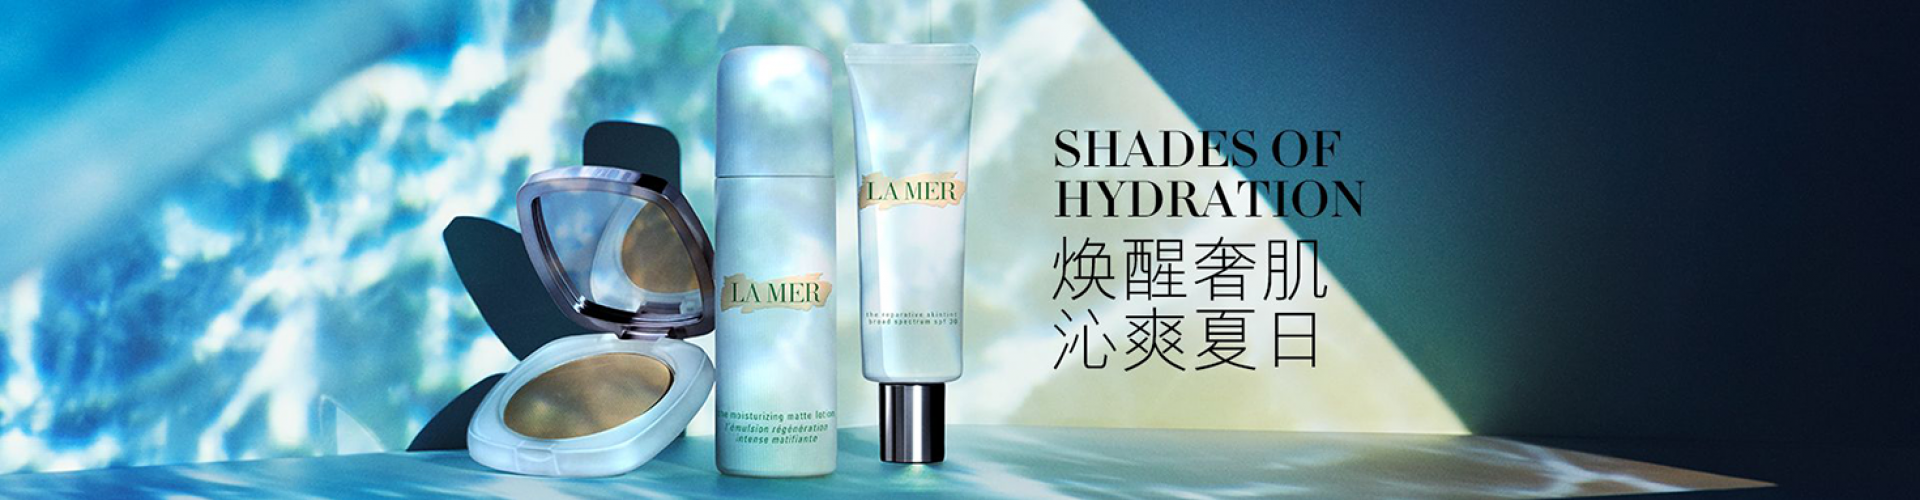 SHADES OF
HYDRATION
焕醒奢肌
沁爽夏日
LA MER
the moisturizing matte lotion
l'émulsion régénération
intense matifiante
LA MER
the reparative skintint
broad spectrum spf 30